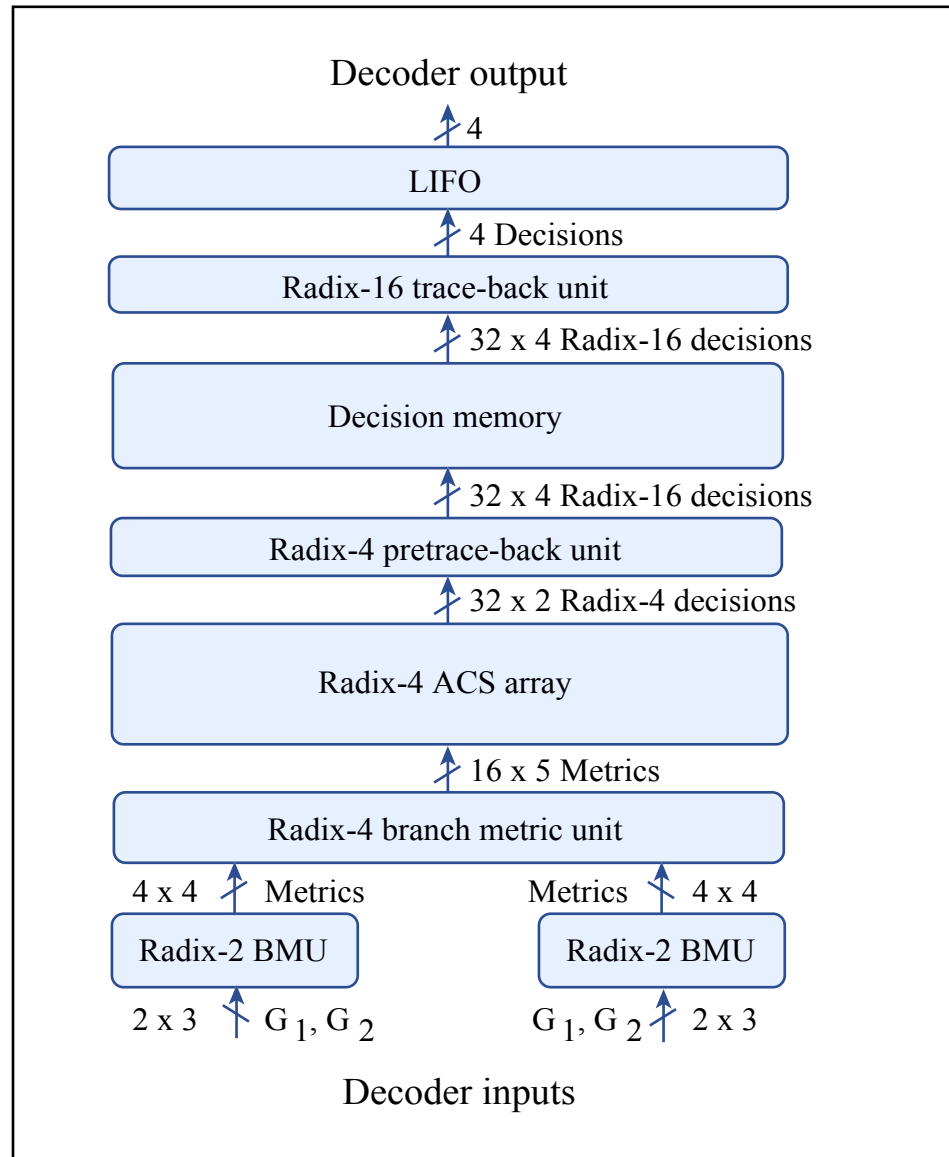 Decoder output
4
LIFO
4 Decisions
Radix-16 trace-back unit
32 x 4 Radix-16 decisions
Decision memory
32 x 4 Radix-16 decisions
Radix-4 pretrace-back unit
32 x 2 Radix-4 decisions
Radix-4 ACS array
16 x 5 Metrics
Radix-4 branch metric unit
4 x 4 Metrics Metrics 4 x 4
Radix-2 BMU Radix-2 BMU
2 x 3 G1, G2 G1, G2 2 x 3
Decoder inputs